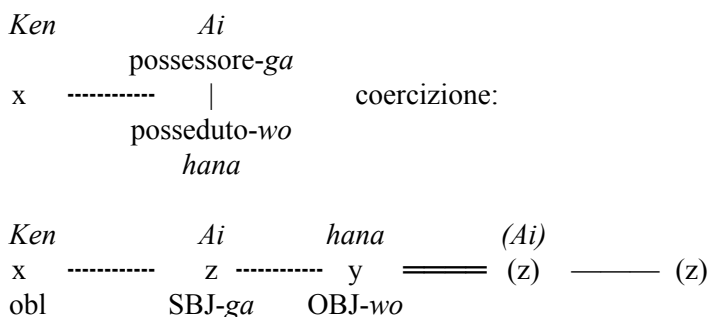 Ken Ai
possessore-ga
x ----------- | coercizione:
posseduto-wo
hana
Ken Ai hana (Ai)
x ----------- z ----------- y ═════ (z) ——— (z)
obl SBJ-ga OBJ-wo